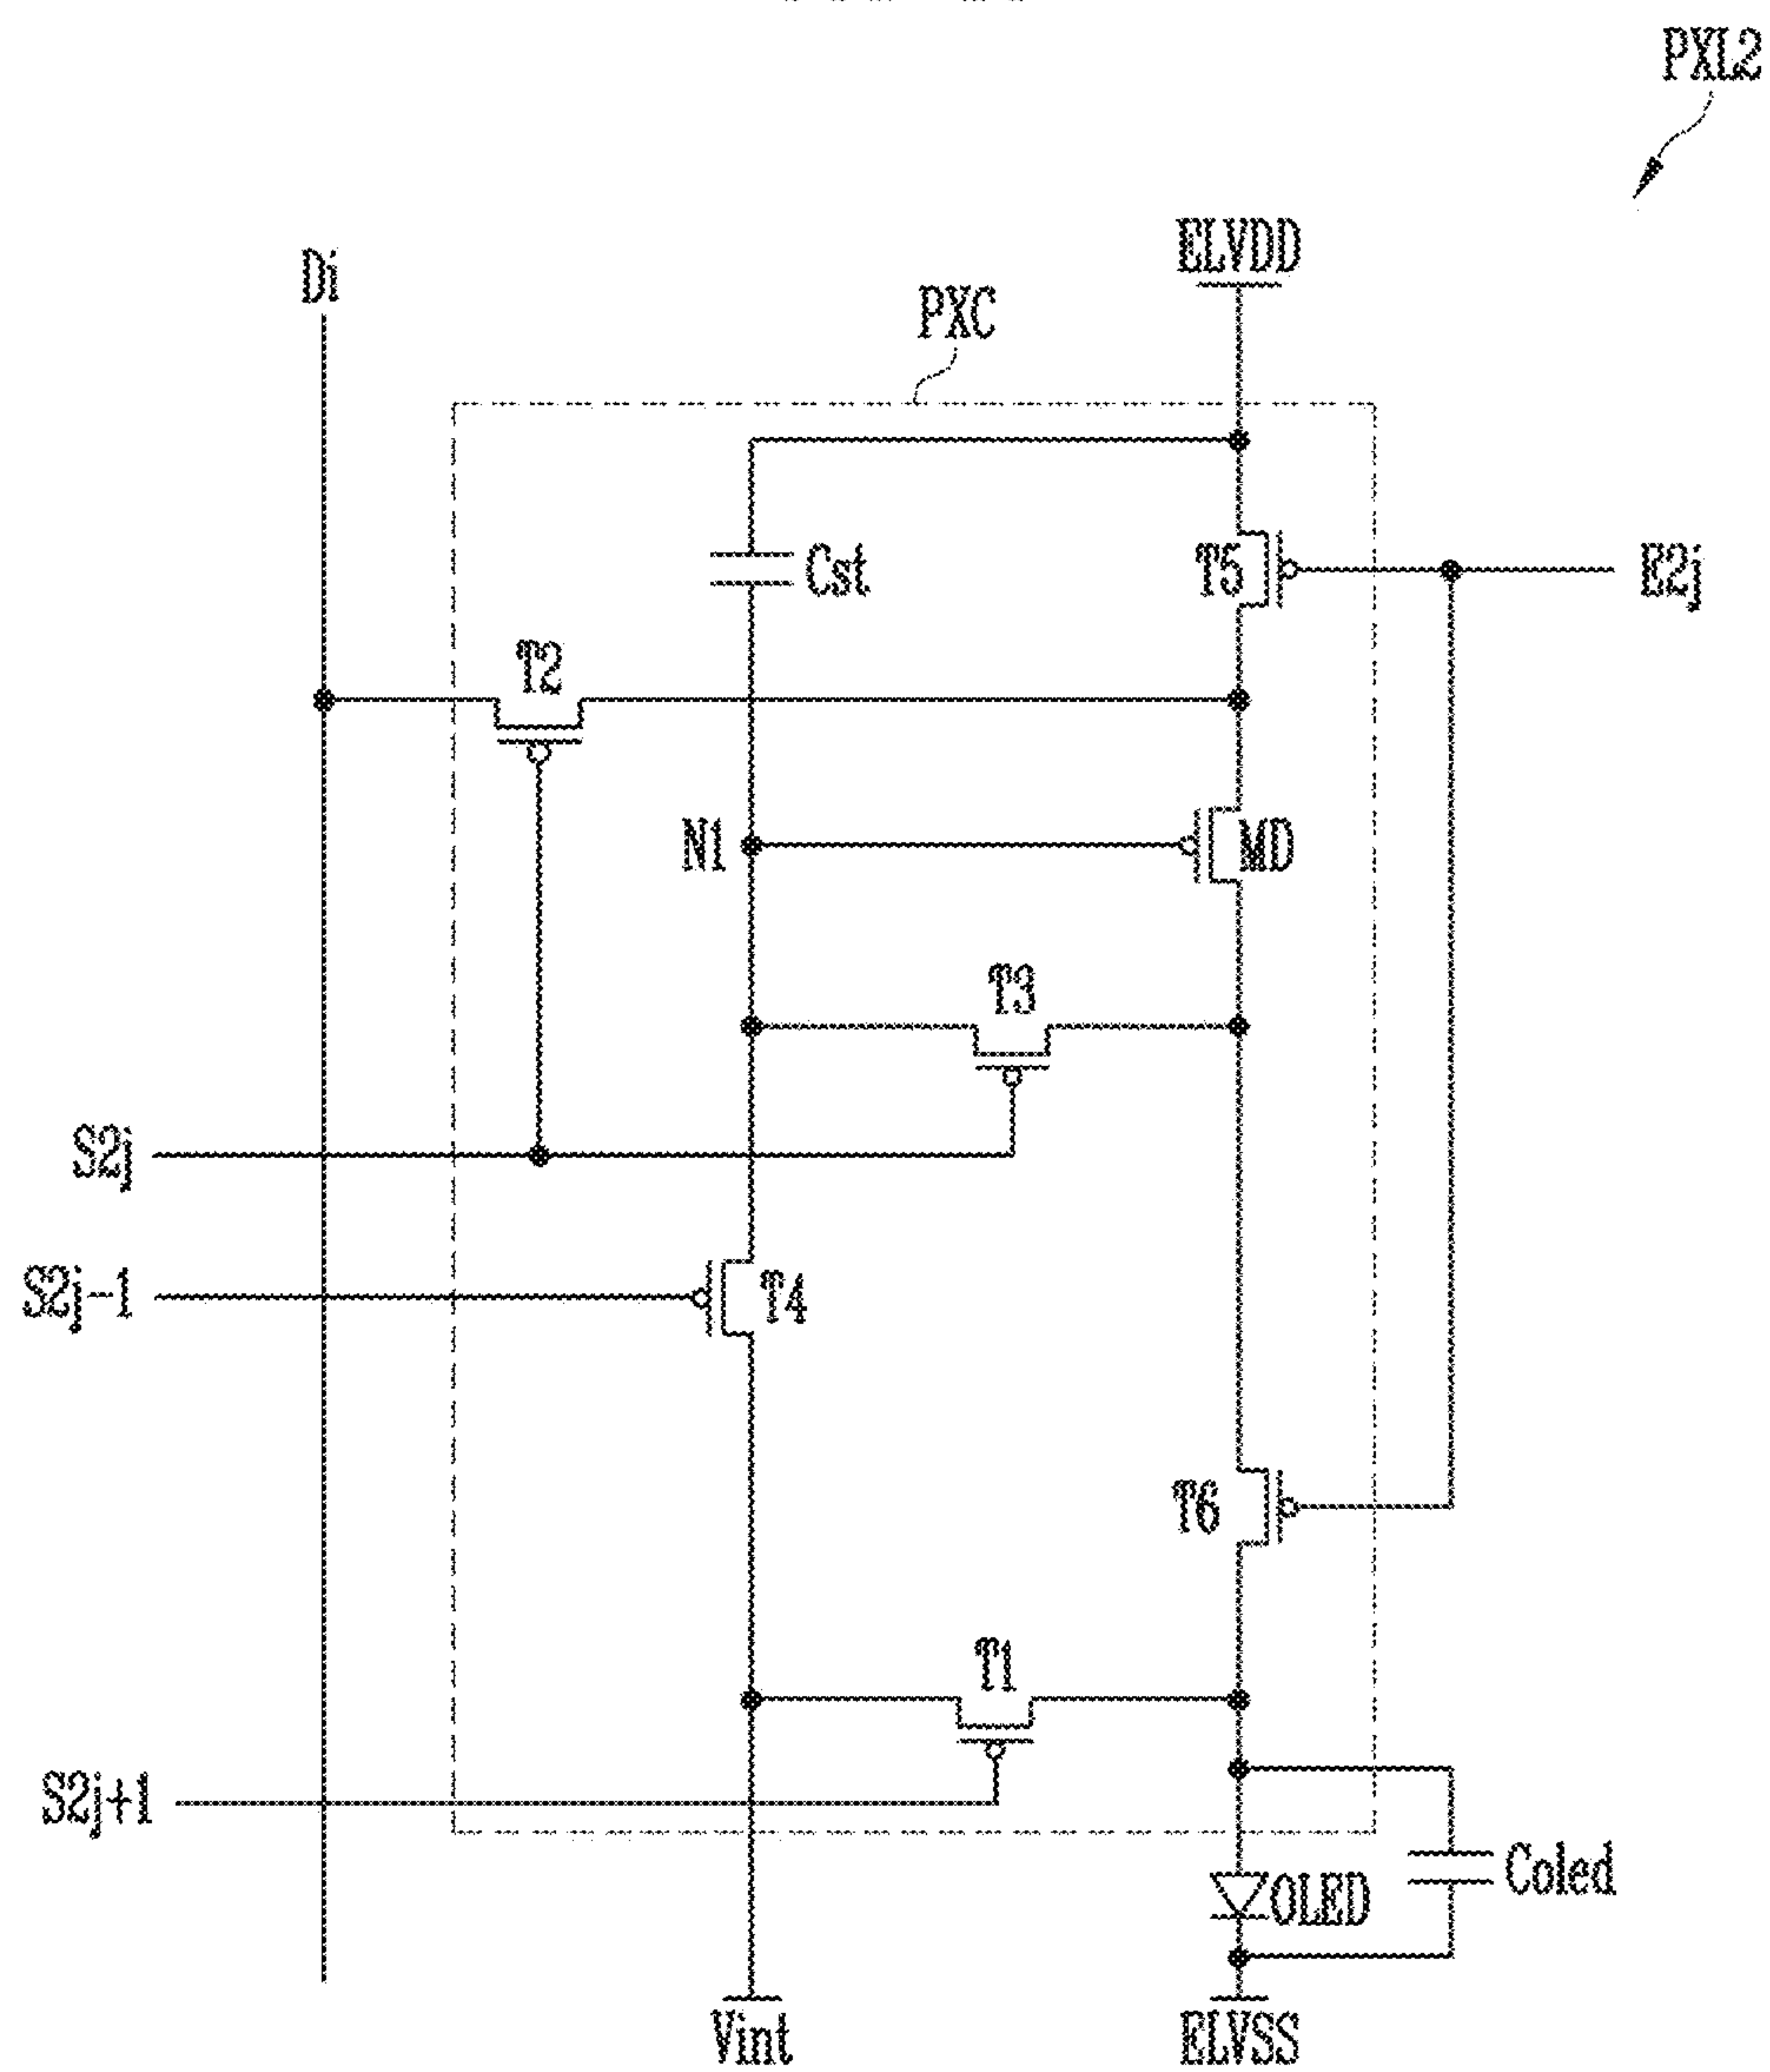 PXL2
ELVDD
Di
PXC
Cst
T5
E2j
T2
N1
MD
T3
S2j
S2j-1
T4
T6
T1
S2j+1
OLED
Coled
Vint
ELVSS